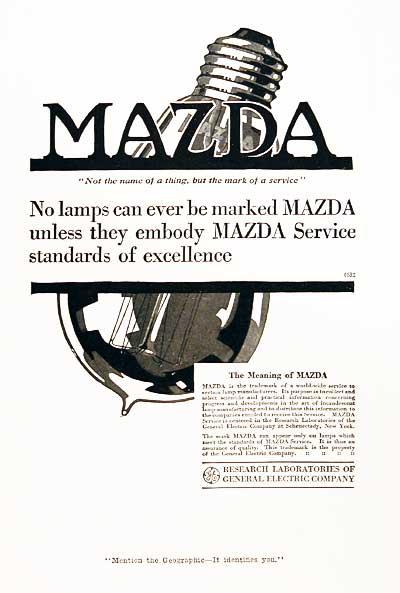 MAZDA
"Not the name of a thing, but the mark of a service"
No lamps can ever be marked MAZDA
unless they embody MAZDA Service
standards of excellence
4632
The Meaning of MAZDA
MAZDA is the trademark of a world-wide service to
certain lamp manufacturers. Its purpose is to collect and
select scientific and practical information concerning
progress and developments in the art of incandescent
lamp manufacturing and to distribute this information to
the companies entitled to receive this Service. MAZDA
Service is centered in the Research Laboratories of the
General Electric Company at Schenectady, New York.
The mark MAZDA can appear only on lamps which
meet the standards of MAZDA Service. It is thus an
assurance of quality. This trademark is the property
of the General Electric Company.
GE
RESEARCH LABORATORIES OF
GENERAL ELECTRIC COMPANY
"Mention the Geographic—It identifies you."